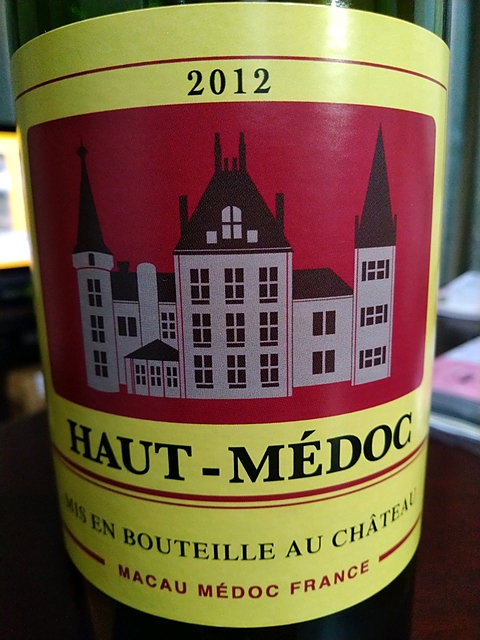 2012
HAUT-MÉDOC
MIS EN BOUTEILLE AU CHÂTEAU
MACAU MÉDOC FRANCE